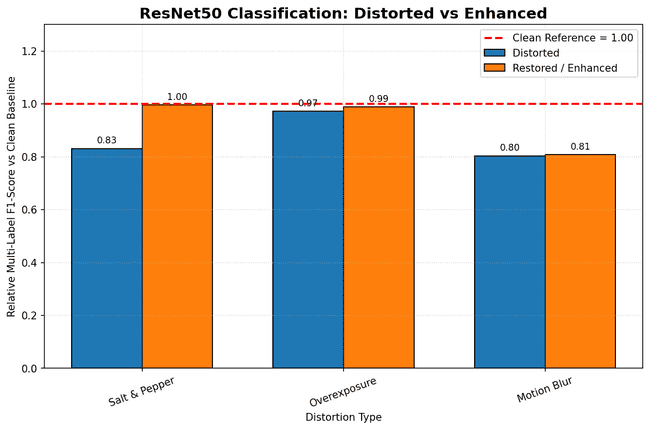 ResNet50 Classification: Distorted vs Enhanced
Relative Multi-Label F1-Score vs Clean Baseline
1.2
1.0
0.8
0.6
0.4
0.2
0.0
Clean Reference = 1.00
Distorted
Restored / Enhanced
0.83
1.00
0.97
0.99
0.80
0.81
Salt & Pepper
Overexposure
Motion Blur
Distortion Type